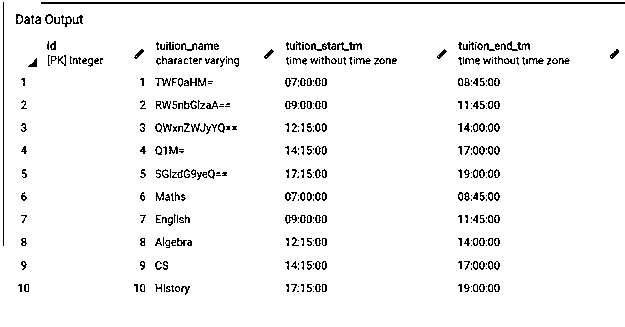 Data Output
id tuition_name tuition_start_tm tuition_end_tm
[PK] Integer character varying time without time zone time without time zone
1 1 TWF0aHM= 07:00:00 08:45:00
2 2 RW5nbGlzaA== 09:00:00 11:45:00
3 3 QWxnZWJyYQ== 12:15:00 14:00:00
4 4 Q1M= 14:15:00 17:00:00
5 5 SGlzdG9yeQ== 17:15:00 19:00:00
6 6 Maths 07:00:00 08:45:00
7 7 English 09:00:00 11:45:00
8 8 Algebra 12:15:00 14:00:00
9 9 CS 14:15:00 17:00:00
10 10 History 17:15:00 19:00:00